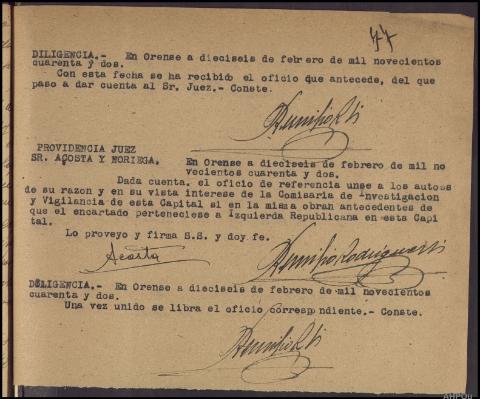 77
DILIGENCIA.- En Orense a dieciseis de febrero de mil novecientos
cuarenta y dos.
Con esta fecha se ha recibido el oficio que antecede, del que
paso a dar cuenta al Sr. Juez.- Conste.
PROVIDENCIA JUEZ
SR. ACOSTA Y NORIEGA.
En Orense a dieciseis de febrero de mil no
vecientos cuarenta y dos.
Dada cuenta, el oficio de referencia unse a los autos
de su razon y en su vista interese de la Comisaria de Investigacion
y Vigilancia de esta Capital si en la misma obran antecedentes de
que el encartado perteneciese a Izquierda Republicana en esta Capi
tal.
Lo proveyo y firma S.S. y doy fe.
Acosta
DILIGENCIA.- En Orense a dieciseis de febrero de mil novecientos
cuarenta y dos.
Una vez unido se libra el oficio correspndiente.- Conste.